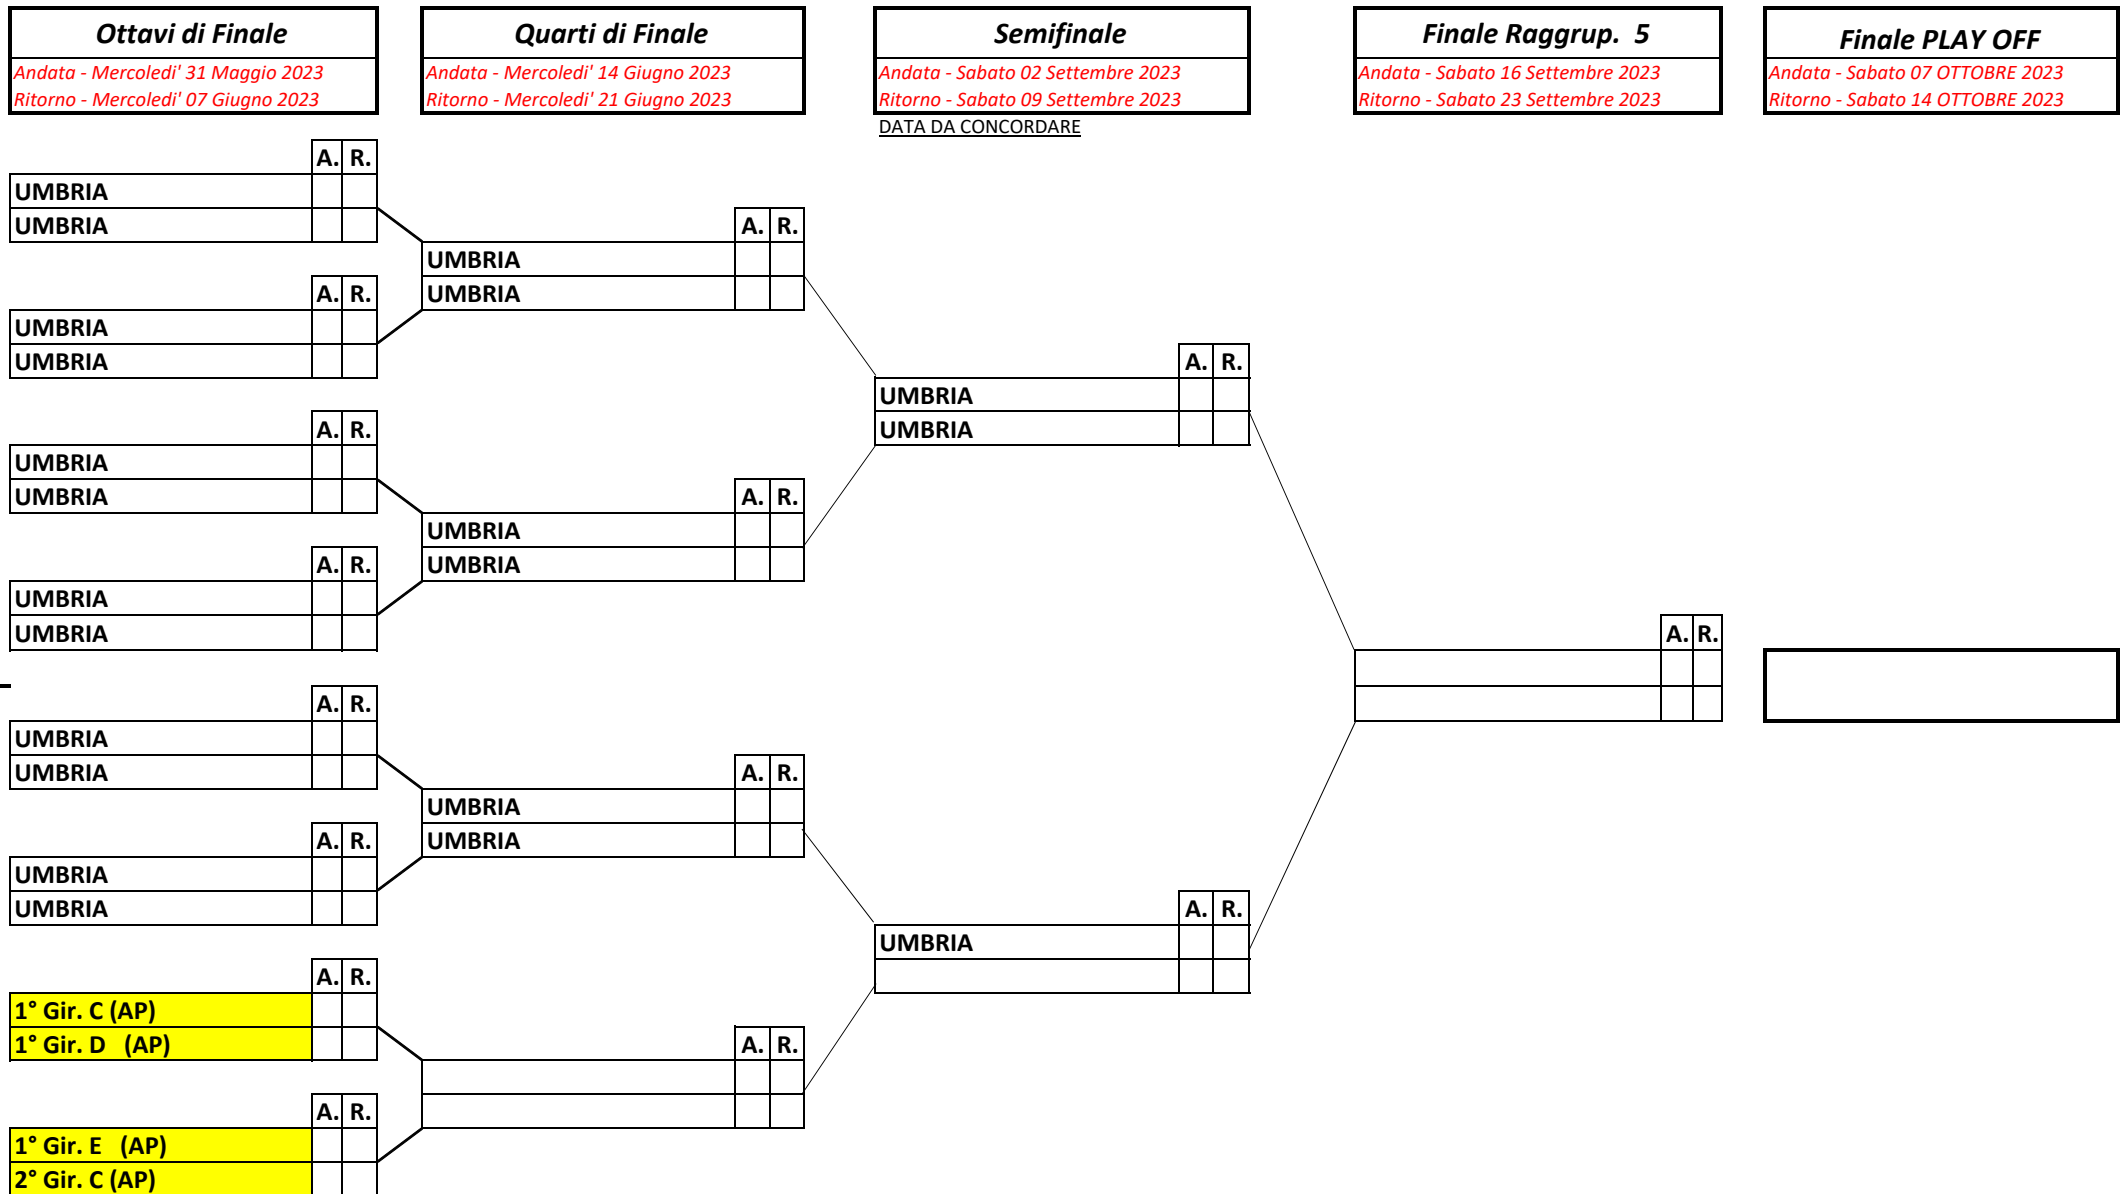 Ottavi di Finale
Andata - Mercoledi' 31 Maggio 2023
Ritorno - Mercoledi' 07 Giugno 2023
Quarti di Finale
Andata - Mercoledi' 14 Giugno 2023
Ritorno - Mercoledi' 21 Giugno 2023
Semifinale
Andata - Sabato 02 Settembre 2023
Ritorno - Sabato 09 Settembre 2023
DATA DA CONCORDARE
Finale Raggrup. 5
Andata - Sabato 16 Settembre 2023
Ritorno - Sabato 23 Settembre 2023
Finale PLAY OFF
Andata - Sabato 07 OTTOBRE 2023
Ritorno - Sabato 14 OTTOBRE 2023
A. R.
UMBRIA
UMBRIA
A. R.
UMBRIA
UMBRIA
A. R.
UMBRIA
UMBRIA
A. R.
UMBRIA
UMBRIA
A. R.
UMBRIA
UMBRIA
A. R.
UMBRIA
UMBRIA
A. R.
1° Gir. C (AP)
1° Gir. D (AP)
A. R.
1° Gir. E (AP)
2° Gir. C (AP)
A. R.
UMBRIA
UMBRIA
A. R.
UMBRIA
UMBRIA
A. R.
UMBRIA
UMBRIA
A. R.
A. R.
UMBRIA
UMBRIA
A. R.
UMBRIA
A. R.